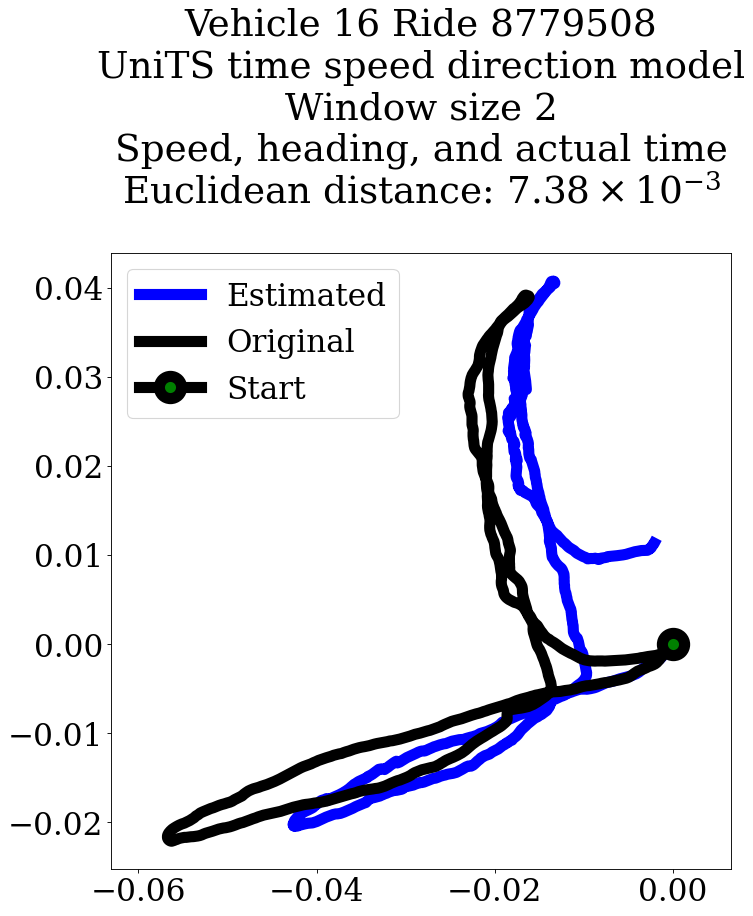 Vehicle 16 Ride 8779508
UniTS time speed direction model
Window size 2
Speed, heading, and actual time
Euclidean distance: 7.38 × 10⁻³
Estimated
Original
Start
0.04
0.03
0.02
0.01
0.00
−0.01
−0.02
−0.06 −0.04 −0.02 0.00